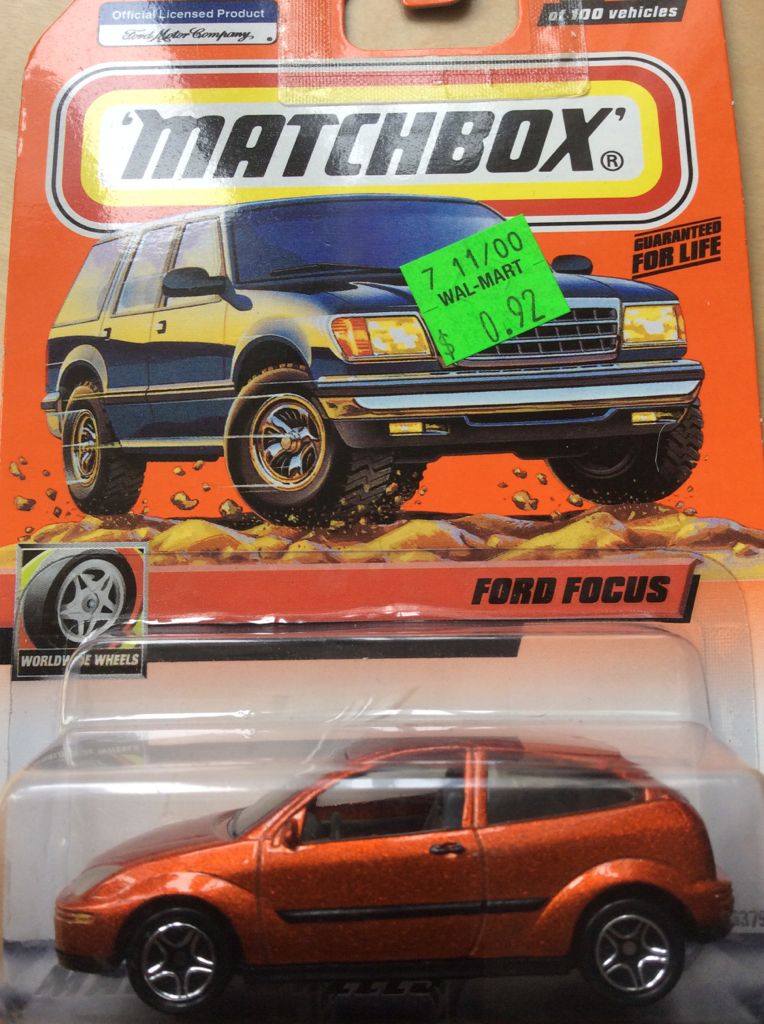 Official Licensed Product
Ford Motor Company,
of 100 vehicles
'MATCHBOX'®
GUARANTEED
FOR LIFE
7 11/00
WAL-MART
$ 0.92
FORD FOCUS
WORLDWIDE WHEELS